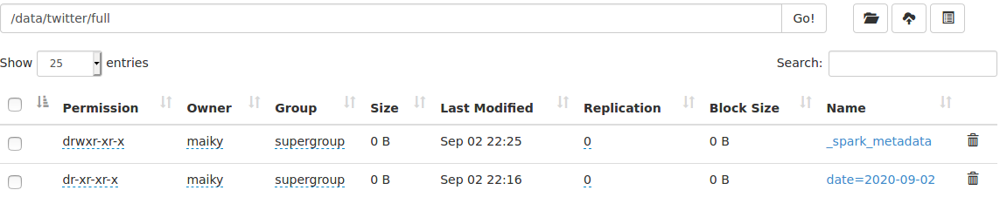 /data/twitter/full Go!
Show 25 entries Search:
Permission Owner Group Size Last Modified Replication Block Size Name
drwxr-xr-x maiky supergroup 0 B Sep 02 22:25 0 0 B _spark_metadata
dr-xr-xr-x maiky supergroup 0 B Sep 02 22:16 0 0 B date=2020-09-02